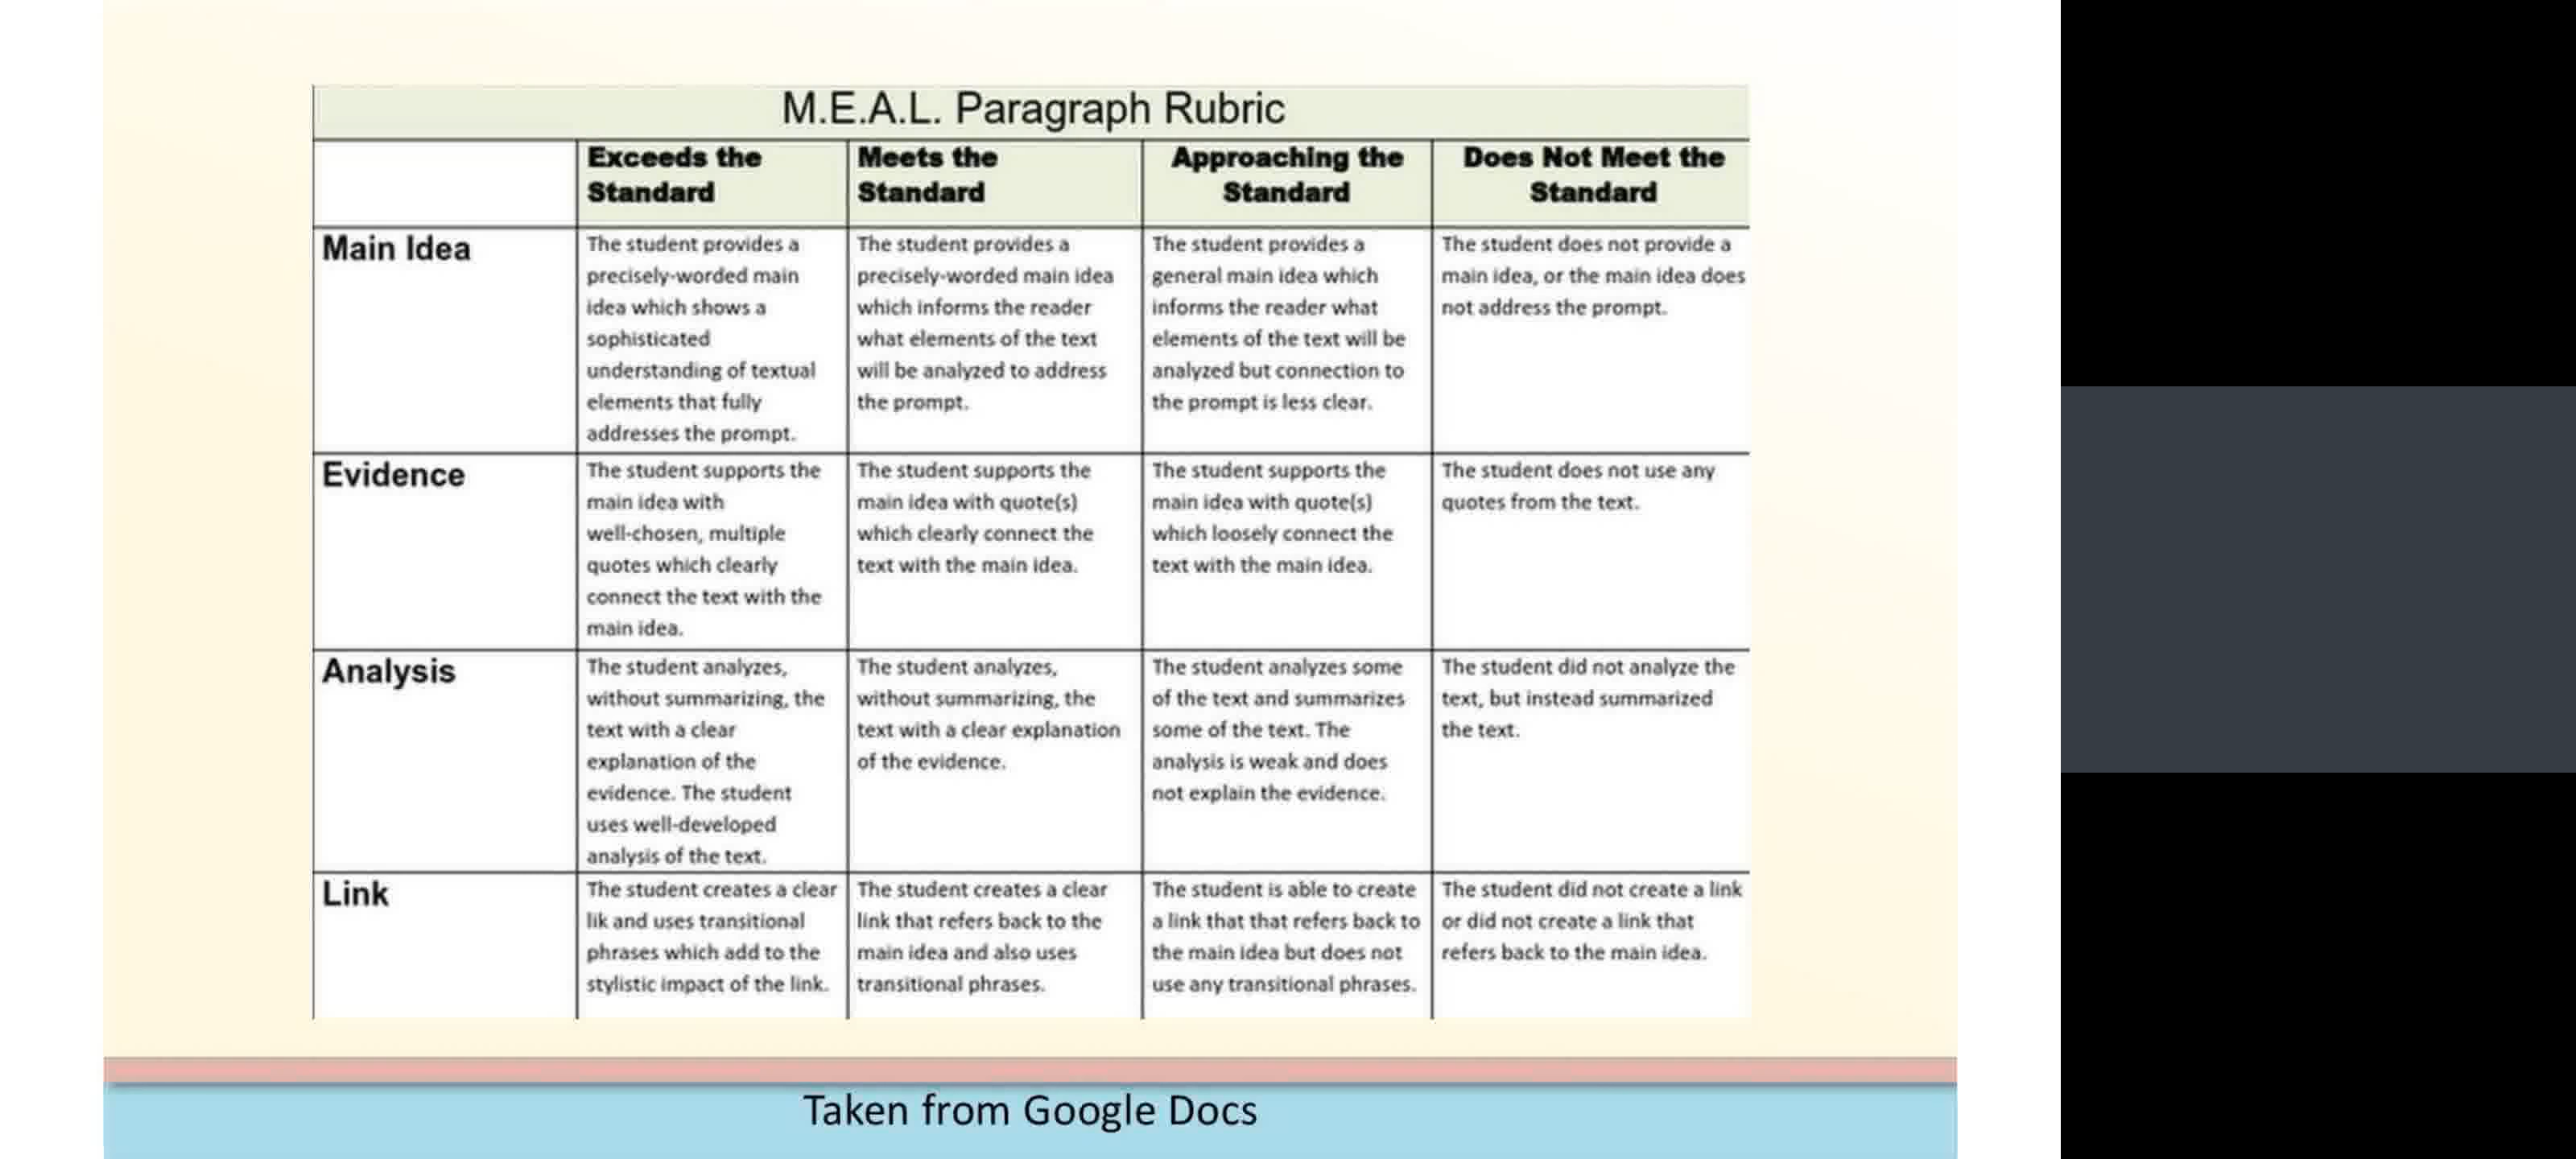 M.E.A.L. Paragraph Rubric
Exceeds the
Standard
Meets the
Standard
Approaching the
Standard
Does Not Meet the
Standard
Main Idea
The student provides a
precisely-worded main
idea which shows a
sophisticated
understanding of textual
elements that fully
addresses the prompt.
The student provides a
precisely-worded main idea
which informs the reader
what elements of the text
will be analyzed to address
the prompt.
The student provides a
general main idea which
informs the reader what
elements of the text will be
analyzed but connection to
the prompt is less clear.
The student does not provide a
main idea, or the main idea does
not address the prompt.
Evidence
The student supports the
main idea with
well-chosen, multiple
quotes which clearly
connect the text with the
main idea.
The student supports the
main idea with quote(s)
which clearly connect the
text with the main idea.
The student supports the
main idea with quote(s)
which loosely connect the
text with the main idea.
The student does not use any
quotes from the text.
Analysis
The student analyzes,
without summarizing, the
text with a clear
explanation of the
evidence. The student
uses well-developed
analysis of the text.
The student analyzes,
without summarizing, the
text with a clear explanation
of the evidence.
The student analyzes some
of the text and summarizes
some of the text. The
analysis is weak and does
not explain the evidence.
The student did not analyze the
text, but instead summarized
the text.
Link
The student creates a clear
lik and uses transitional
phrases which add to the
stylistic impact of the link.
The student creates a clear
link that refers back to the
main idea and also uses
transitional phrases.
The student is able to create
a link that that refers back to
the main idea but does not
use any transitional phrases.
The student did not create a link
or did not create a link that
refers back to the main idea.
Taken from Google Docs